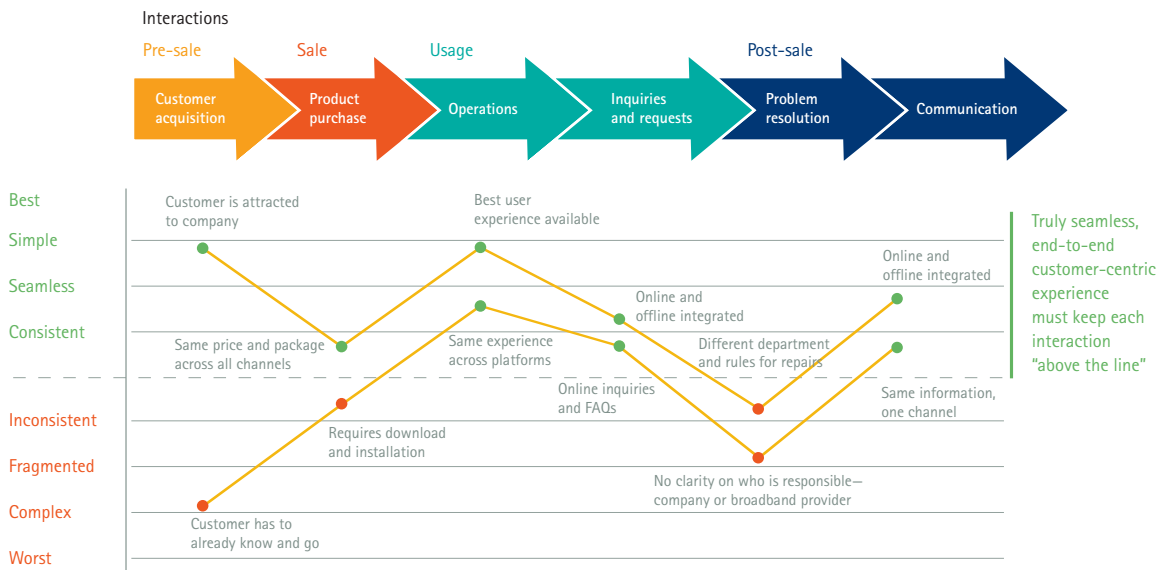 Interactions
Pre-sale
Sale
Usage
Post-sale
Customer
acquisition
Product
purchase
Operations
Inquiries
and requests
Problem
resolution
Communication
Best
Simple
Seamless
Consistent
Inconsistent
Fragmented
Complex
Worst
Customer is attracted
to company
Best user
experience available
Online and
offline integrated
Online and
offline integrated
Same price and package
across all channels
Same experience
across platforms
Different department
and rules for repairs
Online inquiries
and FAQs
Same information,
one channel
Requires download
and installation
No clarity on who is responsible—
company or broadband provider
Customer has to
already know and go
Truly seamless,
end-to-end
customer-centric
experience
must keep each
interaction
“above the line”